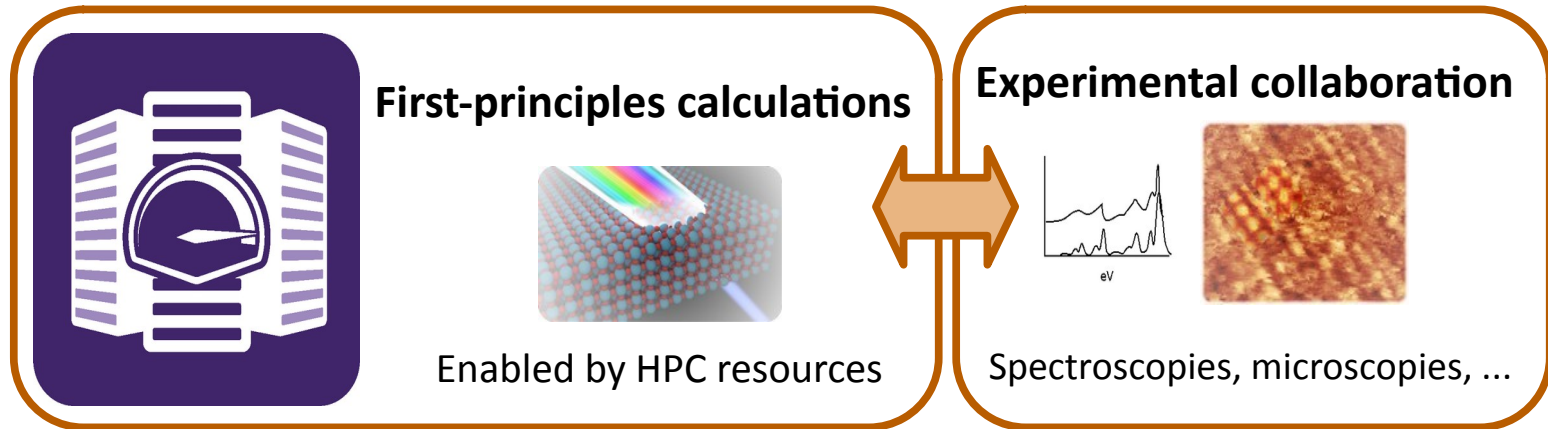 First-principles calculations
Enabled by HPC resources
Experimental collaboration
eV
Spectroscopies, microscopies, ...